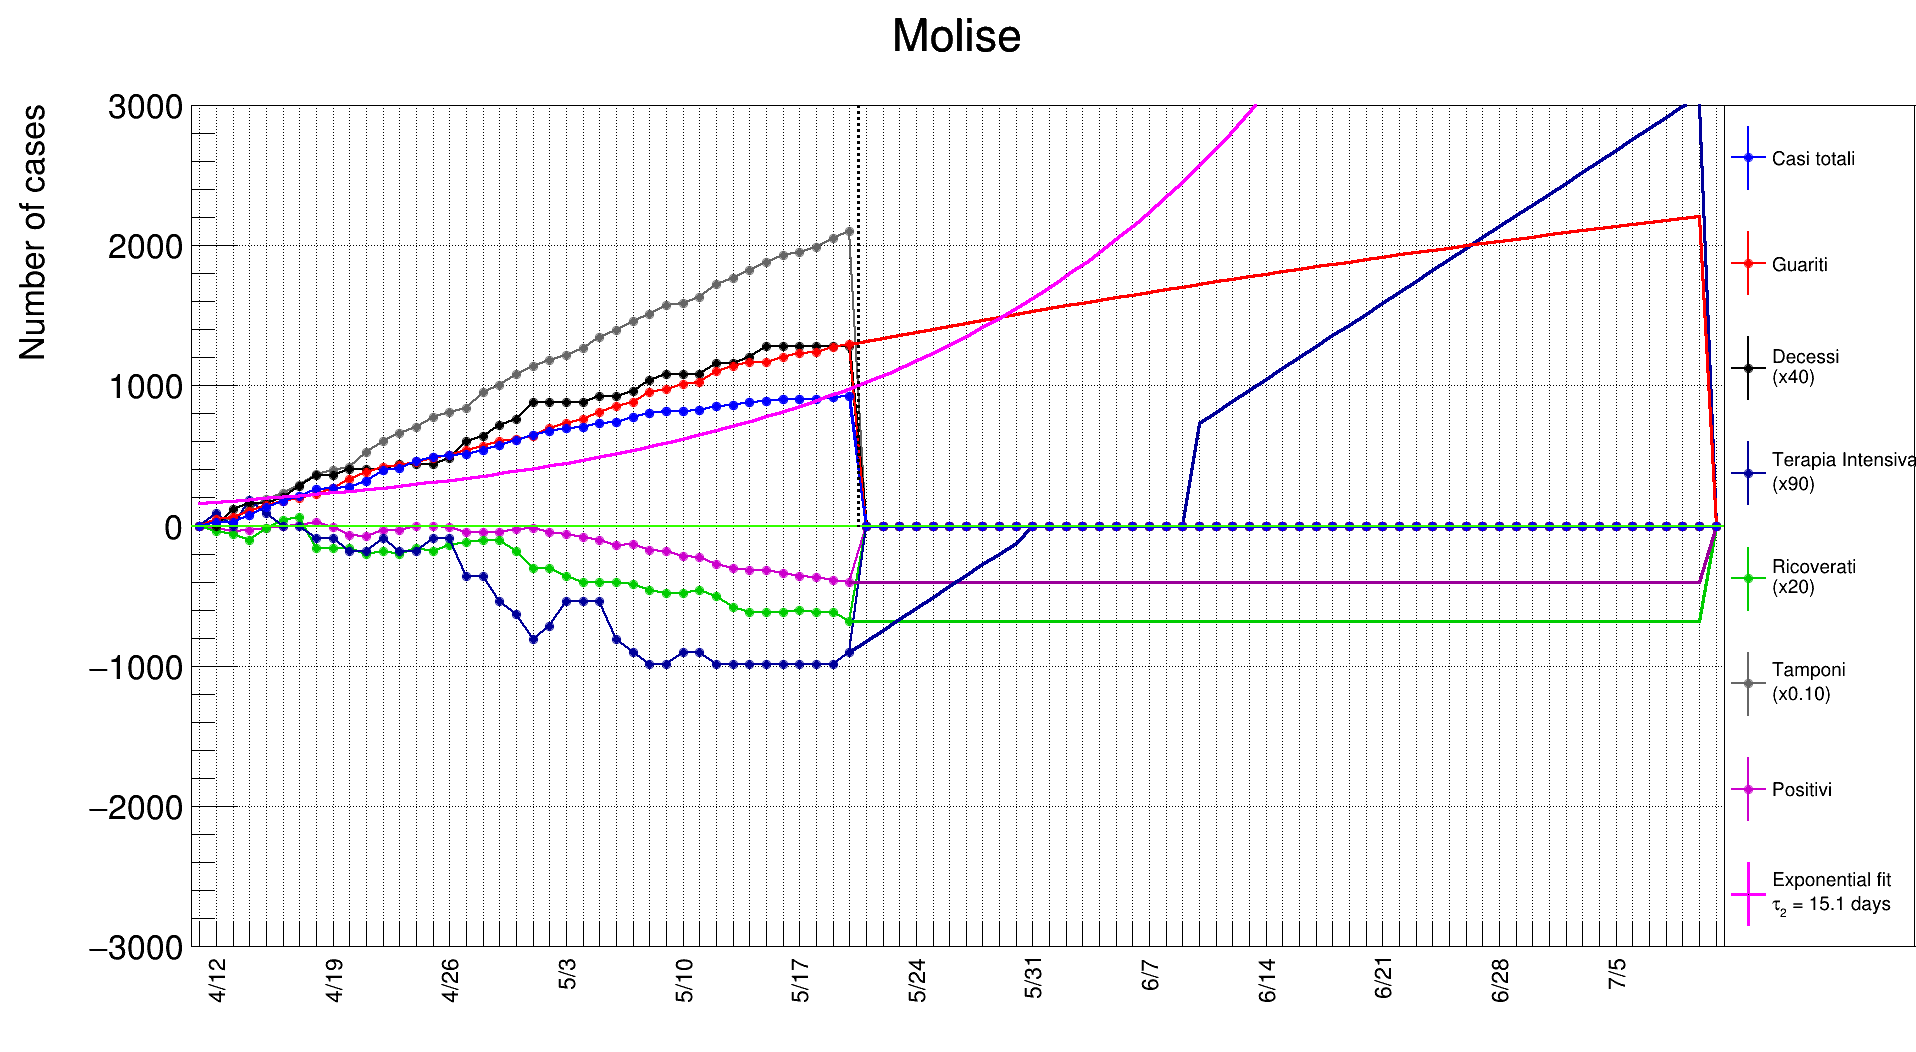 Molise
Number of cases
3000
2000
1000
0
−1000
−2000
−3000
4/12
4/19
4/26
5/3
5/10
5/17
5/24
5/31
6/7
6/14
6/21
6/28
7/5
Casi totali
Guariti
Decessi
(x40)
Terapia Intensiva
(x90)
Ricoverati
(x20)
Tamponi
(x0.10)
Positivi
Exponential fit
τ2 = 15.1 days